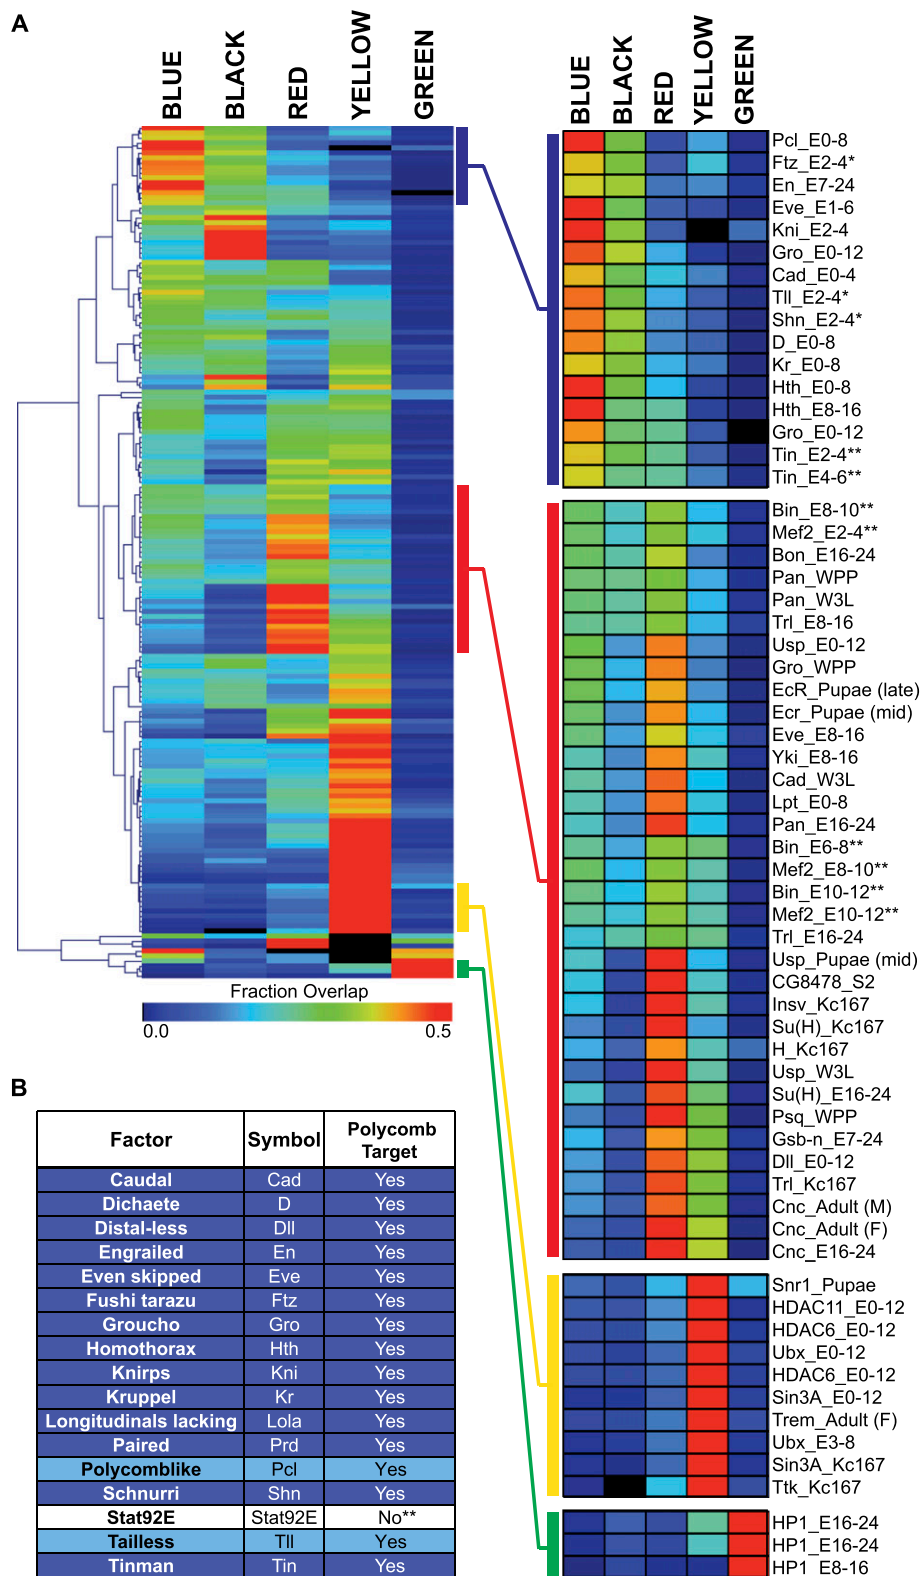 A
BLUE BLACK RED YELLOW GREEN
BLUE BLACK RED YELLOW GREEN
Pcl_E0-8
Ftz_E2-4*
En_E7-24
Eve_E1-6
Kni_E2-4
Gro_E0-12
Cad_E0-4
Tll_E2-4*
Shn_E2-4*
D_E0-8
Kr_E0-8
Hth_E0-8
Hth_E8-16
Gro_E0-12
Tin_E2-4**
Tin_E4-6**
Bin_E8-10**
Mef2_E2-4**
Bon_E16-24
Pan_WPP
Pan_W3L
Trl_E8-16
Usp_E0-12
Gro_WPP
EcR_Pupae (late)
Ecr_Pupae (mid)
Eve_E8-16
Yki_E8-16
Cad_W3L
Lpt_E0-8
Pan_E16-24
Bin_E6-8**
Mef2_E8-10**
Bin_E10-12**
Mef2_E10-12**
Trl_E16-24
Usp_Pupae (mid)
CG8478_S2
Insv_Kc167
Su(H)_Kc167
H_Kc167
Usp_W3L
Su(H)_E16-24
Psq_WPP
Gsb-n_E7-24
Dll_E0-12
Trl_Kc167
Cnc_Adult (M)
Cnc_Adult (F)
Cnc_E16-24
Snr1_Pupae
HDAC11_E0-12
HDAC6_E0-12
Ubx_E0-12
HDAC6_E0-12
Sin3A_E0-12
Trem_Adult (F)
Ubx_E3-8
Sin3A_Kc167
Ttk_Kc167
HP1_E16-24
HP1_E16-24
HP1_E8-16
Fraction Overlap
0.0 0.5
B
Factor Symbol Polycomb Target
Caudal Cad Yes
Dichaete D Yes
Distal-less Dll Yes
Engrailed En Yes
Even skipped Eve Yes
Fushi tarazu Ftz Yes
Groucho Gro Yes
Homothorax Hth Yes
Knirps Kni Yes
Kruppel Kr Yes
Longitudinals lacking Lola Yes
Paired Prd Yes
Polycomblike Pcl Yes
Schnurri Shn Yes
Stat92E Stat92E No**
Tailless Tll Yes
Tinman Tin Yes